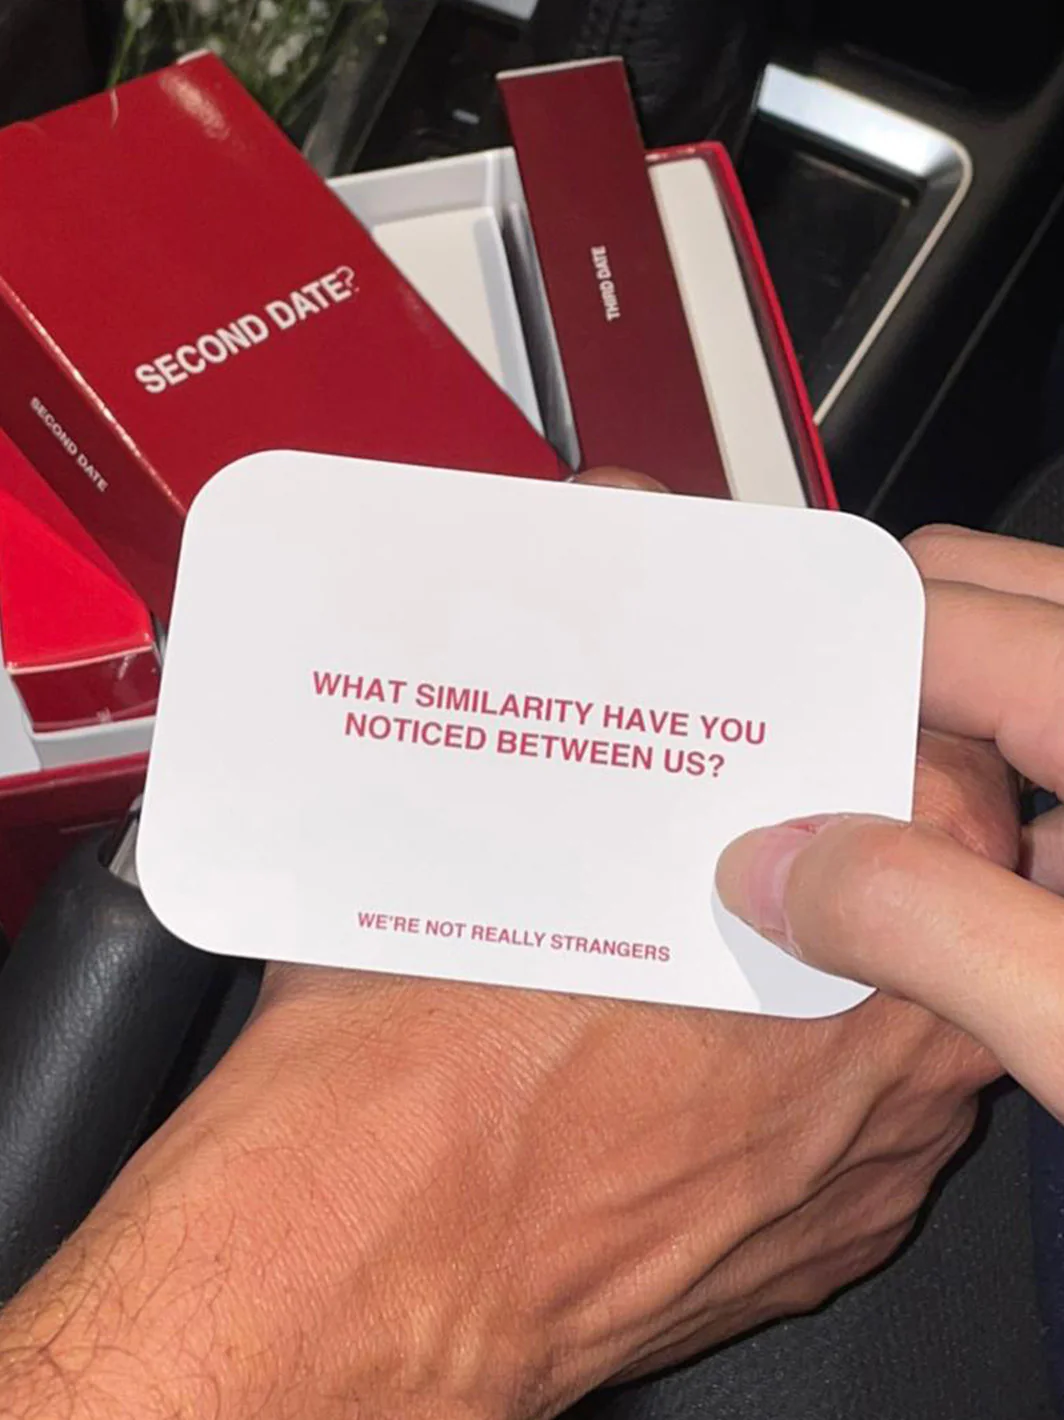 SECOND DATE?
SECOND DATE
THIRD DATE
WHAT SIMILARITY HAVE YOU
NOTICED BETWEEN US?
WE'RE NOT REALLY STRANGERS